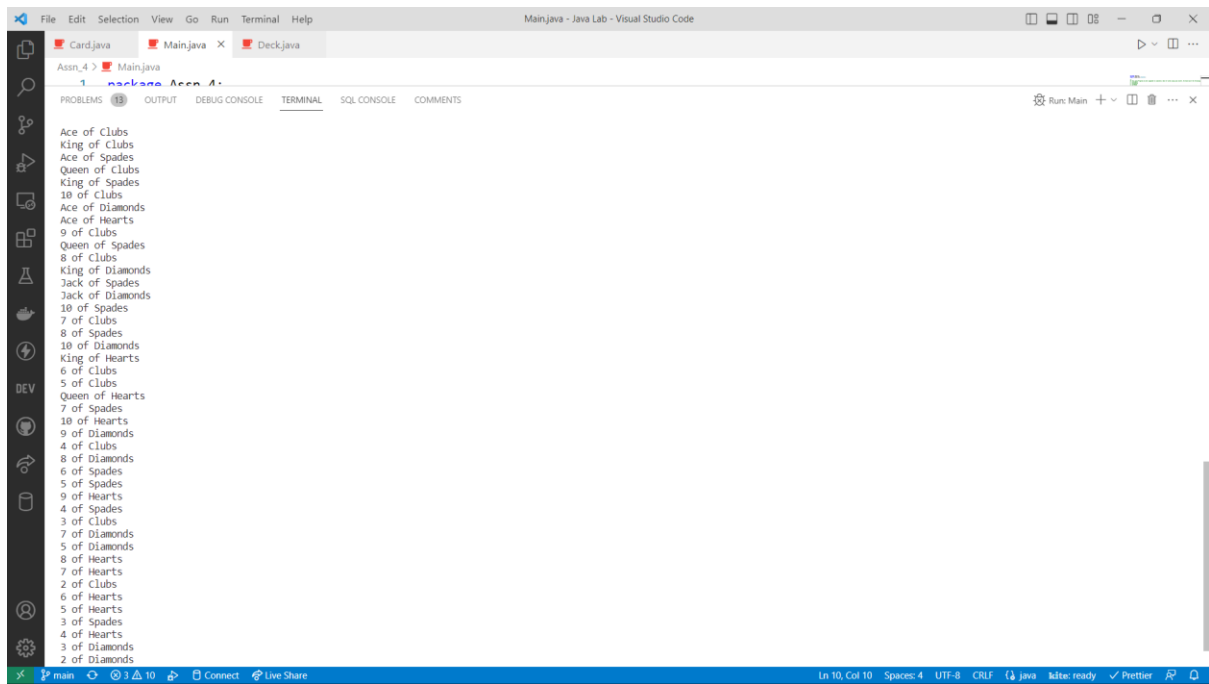 File Edit Selection View Go Run Terminal Help Main.java - Java Lab - Visual Studio Code
Card.java Main.java Deck.java
Assn_4 > Main.java
1 package Assn_4;
PROBLEMS 13 OUTPUT DEBUG CONSOLE TERMINAL SQL CONSOLE COMMENTS Run: Main
Ace of Clubs
King of Clubs
Ace of Spades
Queen of Clubs
King of Spades
10 of Clubs
Ace of Diamonds
Ace of Hearts
9 of Clubs
Queen of Spades
8 of Clubs
King of Diamonds
Jack of Spades
Jack of Diamonds
10 of Spades
7 of Clubs
8 of Spades
10 of Diamonds
King of Hearts
6 of Clubs
5 of Clubs
Queen of Hearts
7 of Spades
10 of Hearts
9 of Diamonds
4 of Clubs
8 of Diamonds
6 of Spades
5 of Spades
9 of Hearts
4 of Spades
3 of Clubs
7 of Diamonds
5 of Diamonds
8 of Hearts
7 of Hearts
2 of Clubs
6 of Hearts
5 of Hearts
3 of Spades
4 of Hearts
3 of Diamonds
2 of Diamonds
DEV
main 3 10 Connect Live Share Ln 10, Col 10 Spaces: 4 UTF-8 CRLF java kite: ready Prettier